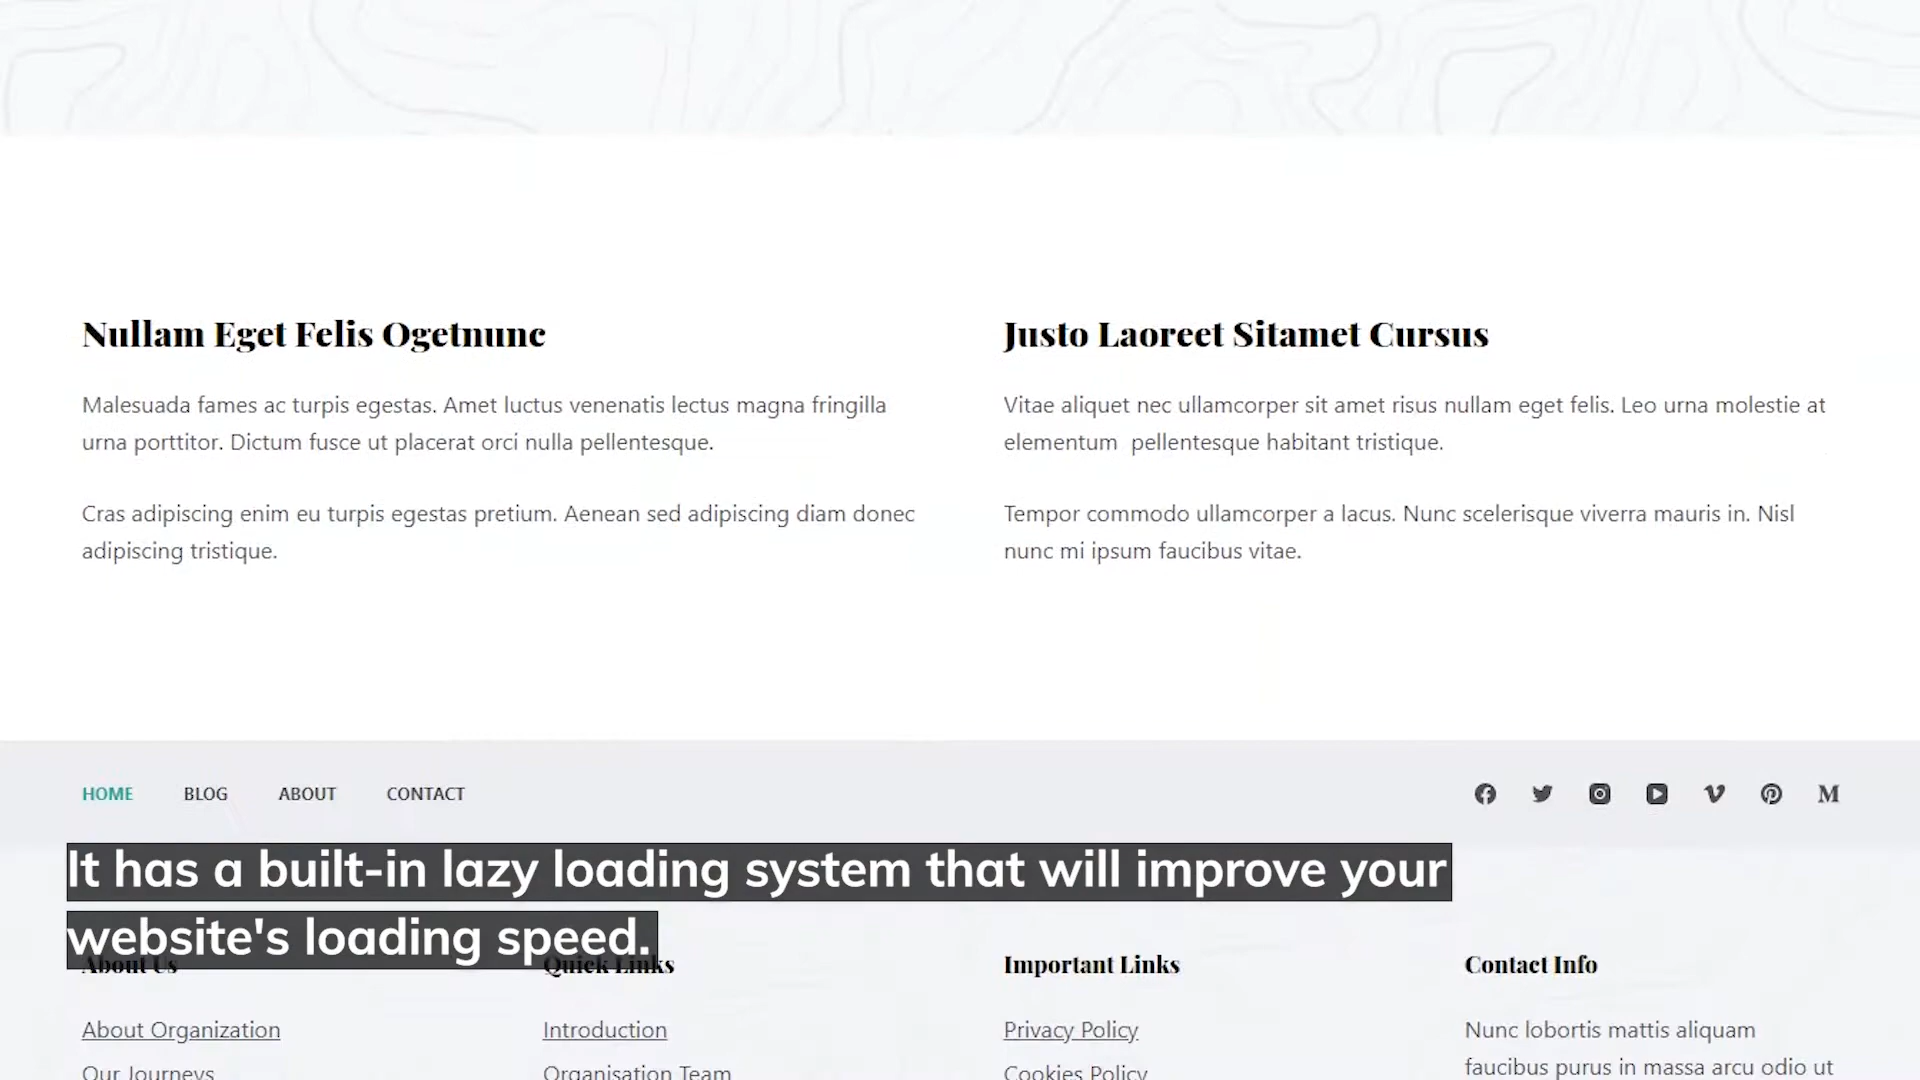 Nullam Eget Felis Ogetnunc
Malesuada fames ac turpis egestas. Amet luctus venenatis lectus magna fringilla
urna porttitor. Dictum fusce ut placerat orci nulla pellentesque.
Cras adipiscing enim eu turpis egestas pretium. Aenean sed adipiscing diam donec
adipiscing tristique.
Justo Laoreet Sitamet Cursus
Vitae aliquet nec ullamcorper sit amet risus nullam eget felis. Leo urna molestie at
elementum pellentesque habitant tristique.
Tempor commodo ullamcorper a lacus. Nunc scelerisque viverra mauris in. Nisl
nunc mi ipsum faucibus vitae.
HOME BLOG ABOUT CONTACT
It has a built-in lazy loading system that will improve your
website's loading speed.
About Us
About Organization
Our Journeys
Quick Links
Introduction
Organisation Team
Important Links
Privacy Policy
Cookies Policy
Contact Info
Nunc lobortis mattis aliquam
faucibus purus in massa arcu odio ut